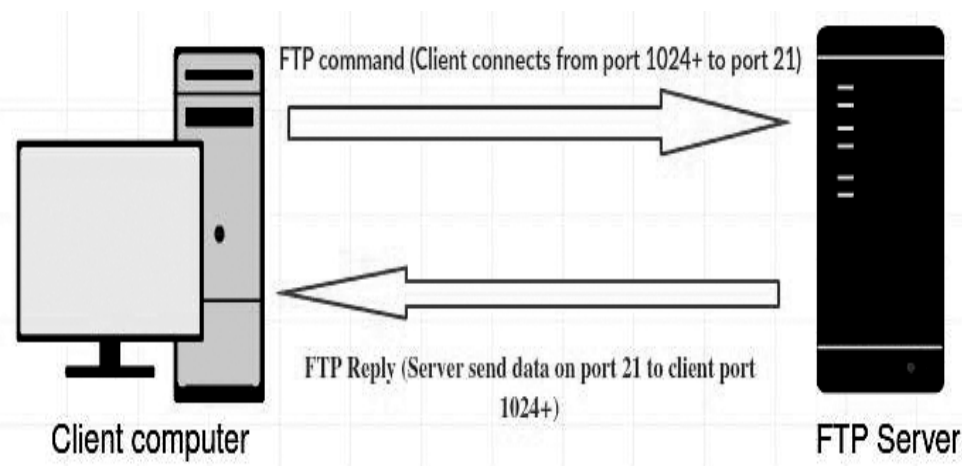 FTP command (Client connects from port 1024+ to port 21)
FTP Reply (Server send data on port 21 to client port
1024+)
Client computer
FTP Server